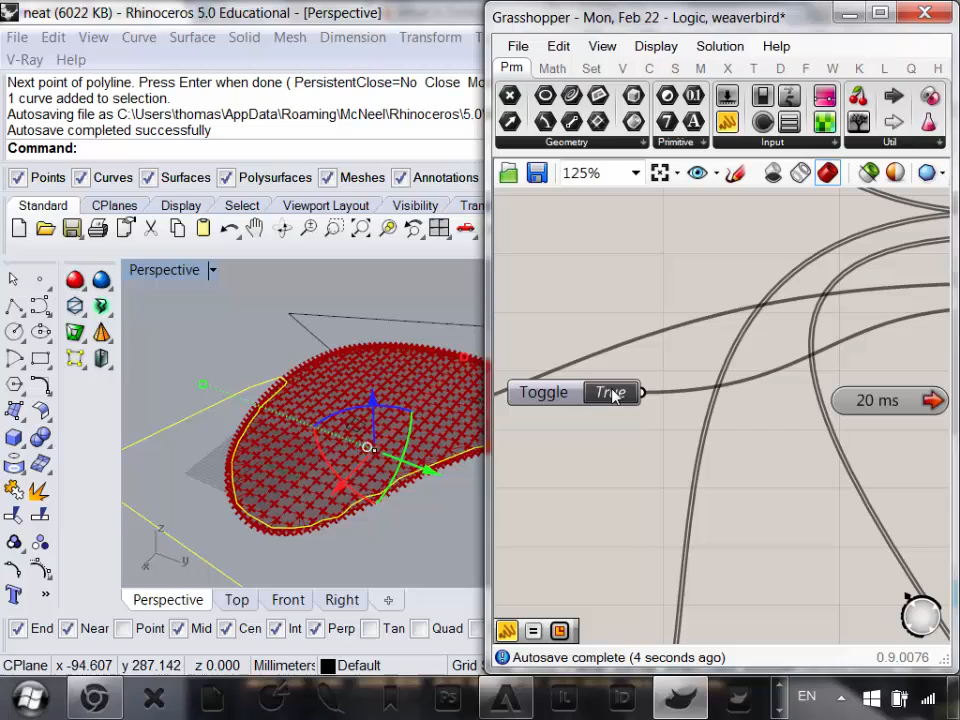 neat (6022 KB) - Rhinoceros 5.0 Educational - [Perspective]
File Edit View Curve Surface Solid Mesh Dimension Transform
V-Ray Help
Next point of polyline. Press Enter when done ( PersistentClose=No Close
1 curve added to selection.
Autosaving file as C:\Users\thomas\AppData\Roaming\McNeel\Rhinoceros\5.0
Autosave completed successfully
Command:
Points Curves Surfaces Polysurfaces Meshes Annotations
Standard CPlanes Display Select Viewport Layout Visibility
Perspective
z
y
x
Perspective Top Front Right
End Near Point Mid Cen Int Perp Tan Quad
CPlane x -94.607 y 287.142 z 0.000 Millimeters Default Grid S
Grasshopper - Mon, Feb 22 - Logic, weaverbird*
File Edit View Display Solution Help
Prm Math Set V C S M X T D F W K L Q H
Geometry Primitive Input Util
125%
Toggle True
20 ms
Autosave complete (4 seconds ago) 0.9.0076
EN